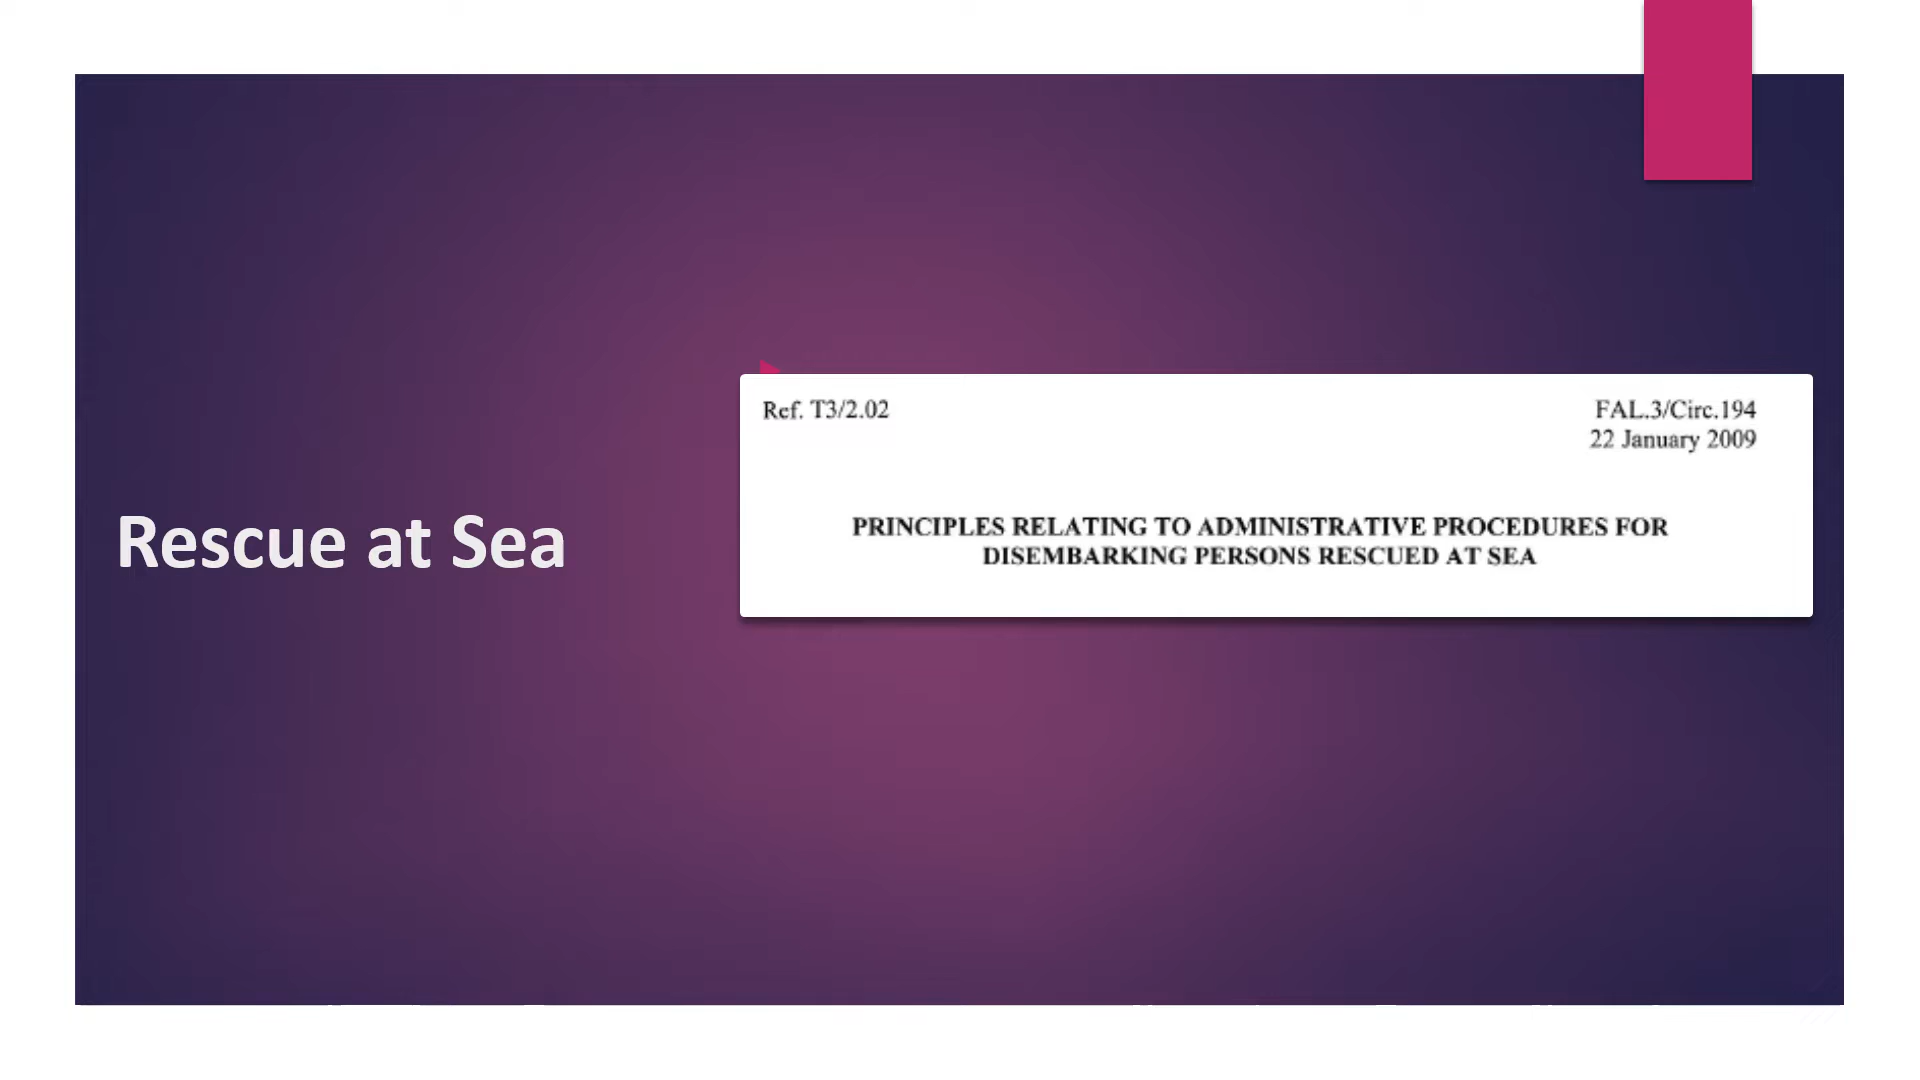 Rescue at Sea
Ref. T3/2.02
FAL.3/Circ.194
22 January 2009
PRINCIPLES RELATING TO ADMINISTRATIVE PROCEDURES FOR
DISEMBARKING PERSONS RESCUED AT SEA